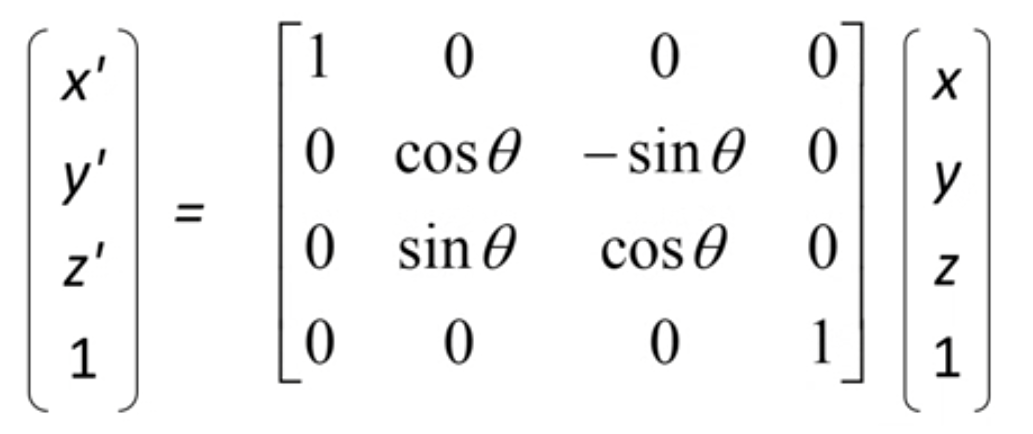 x' 1 0 0 0 x
y' 0 cosθ −sinθ 0 y
=
z' 0 sinθ cosθ 0 z
1 0 0 0 1 1